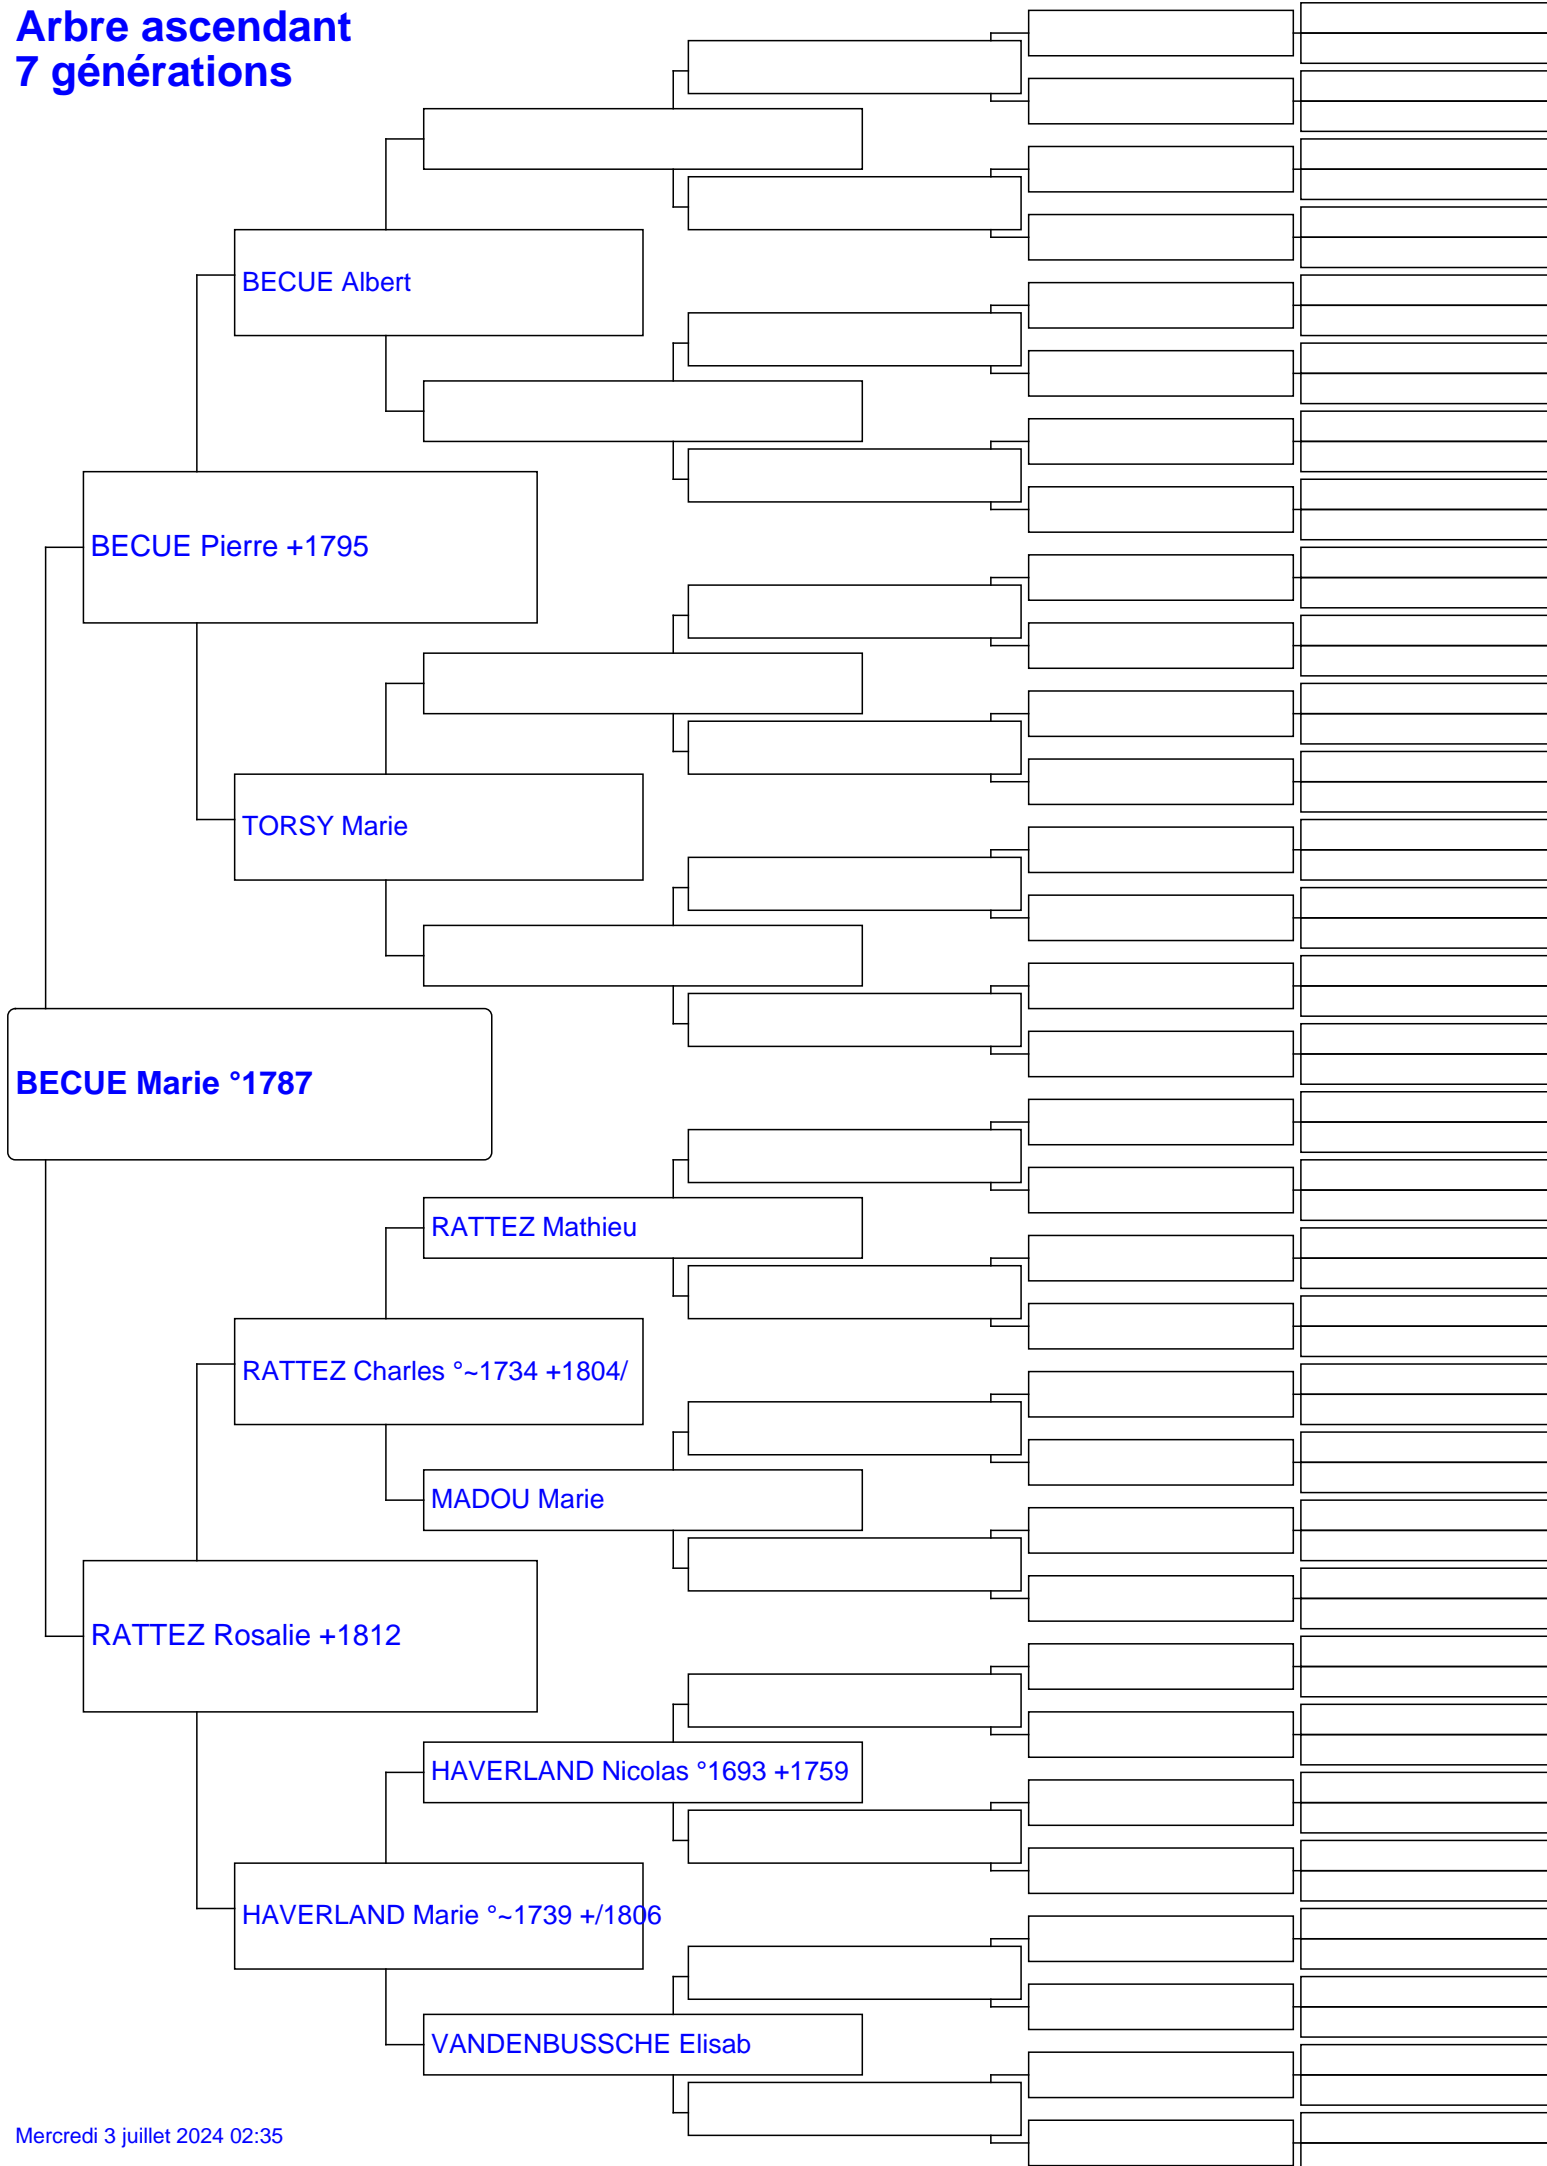 Arbre ascendant
7 générations
BECUE Albert
BECUE Pierre +1795
TORSY Marie
BECUE Marie °1787
RATTEZ Mathieu
RATTEZ Charles °~1734 +1804/
MADOU Marie
RATTEZ Rosalie +1812
HAVERLAND Nicolas °1693 +1759
HAVERLAND Marie °~1739 +/1806
VANDENBUSSCHE Elisab
Mercredi 3 juillet 2024 02:35